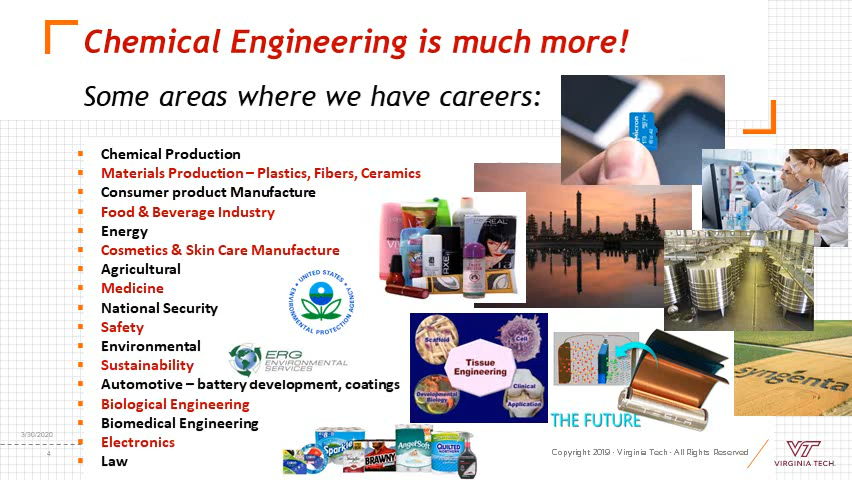 Chemical Engineering is much more!
Some areas where we have careers:
Chemical Production
Materials Production – Plastics, Fibers, Ceramics
Consumer product Manufacture
Food & Beverage Industry
Energy
Cosmetics & Skin Care Manufacture
Agricultural
Medicine
National Security
Safety
Environmental
Sustainability
Automotive – battery development, coatings
Biological Engineering
Biomedical Engineering
Electronics
Law
Micron
L'OREAL
AXE
UNITED STATES
ENVIRONMENTAL PROTECTION AGENCY
ERG
ENVIRONMENTAL
SERVICES
Scaffold
Cell
Tissue
Engineering
Developmental
Biology
Clinical
Application
TESLA
syngenta
THE FUTURE
Sparkle
BRAWNY
Angel Soft
QUILTED
NORTHERN
3/30/2020
4
Copyright 2019 · Virginia Tech · All Rights Reserved
VT
VIRGINIA TECH.